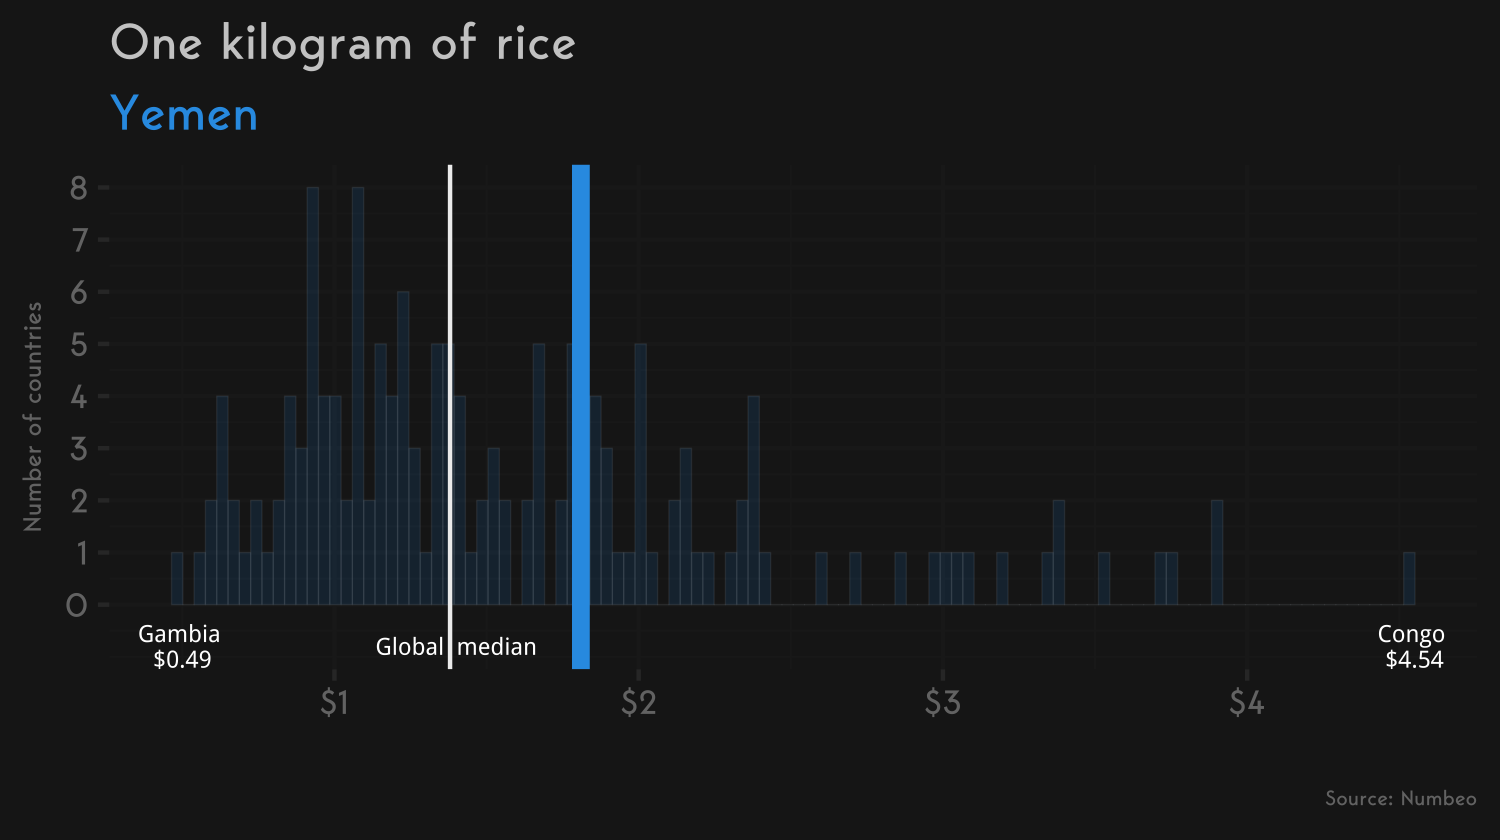 One kilogram of rice
Yemen
Number of countries
8
7
6
5
4
3
2
1
0
Gambia
$0.49
Global median
Congo
$4.54
$1 $2 $3 $4
Source: Numbeo